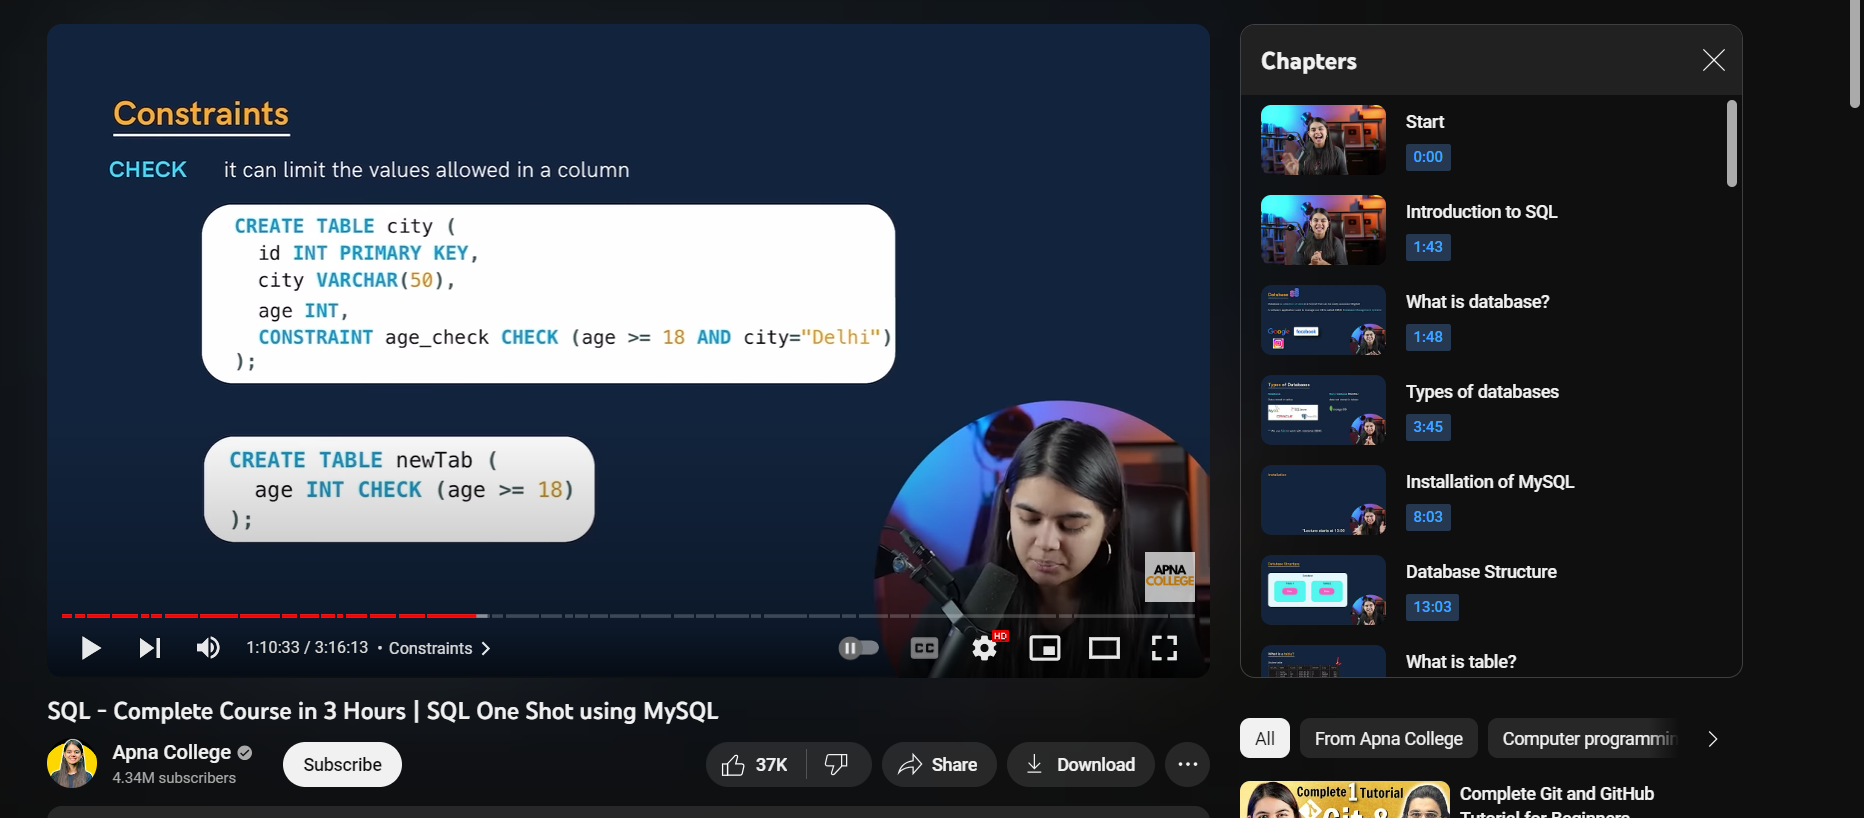 Constraints
CHECK it can limit the values allowed in a column
CREATE TABLE city (
id INT PRIMARY KEY,
city VARCHAR(50),
age INT,
CONSTRAINT age_check CHECK (age >= 18 AND city="Delhi")
);
CREATE TABLE newTab (
age INT CHECK (age >= 18)
);
APNA
COLLEGE
1:10:33 / 3:16:13 • Constraints
CC
HD
SQL - Complete Course in 3 Hours | SQL One Shot using MySQL
Apna College
4.34M subscribers
Subscribe
37K
Share
Download
Chapters
Start
0:00
Introduction to SQL
1:43
What is database?
1:48
Types of databases
3:45
Installation of MySQL
8:03
Database Structure
13:03
What is table?
All
From Apna College
Computer programmin
Complete 1 Tutorial
Git &
Complete Git and GitHub
Tutorial for Beginners